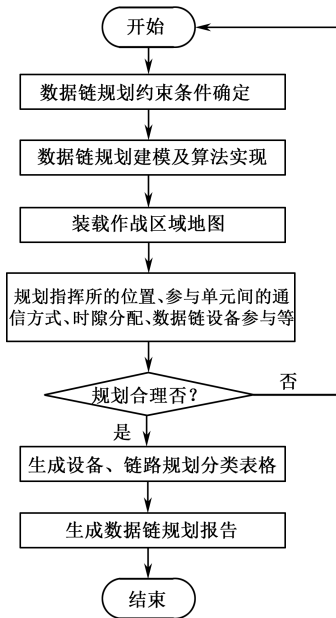 开始
数据链规划约束条件确定
数据链规划建模及算法实现
装载作战区域地图
规划指挥所的位置、参与单元间的通
信方式、时隙分配、数据链设备参与等
规划合理否？
否
是
生成设备、链路规划分类表格
生成数据链规划报告
结束